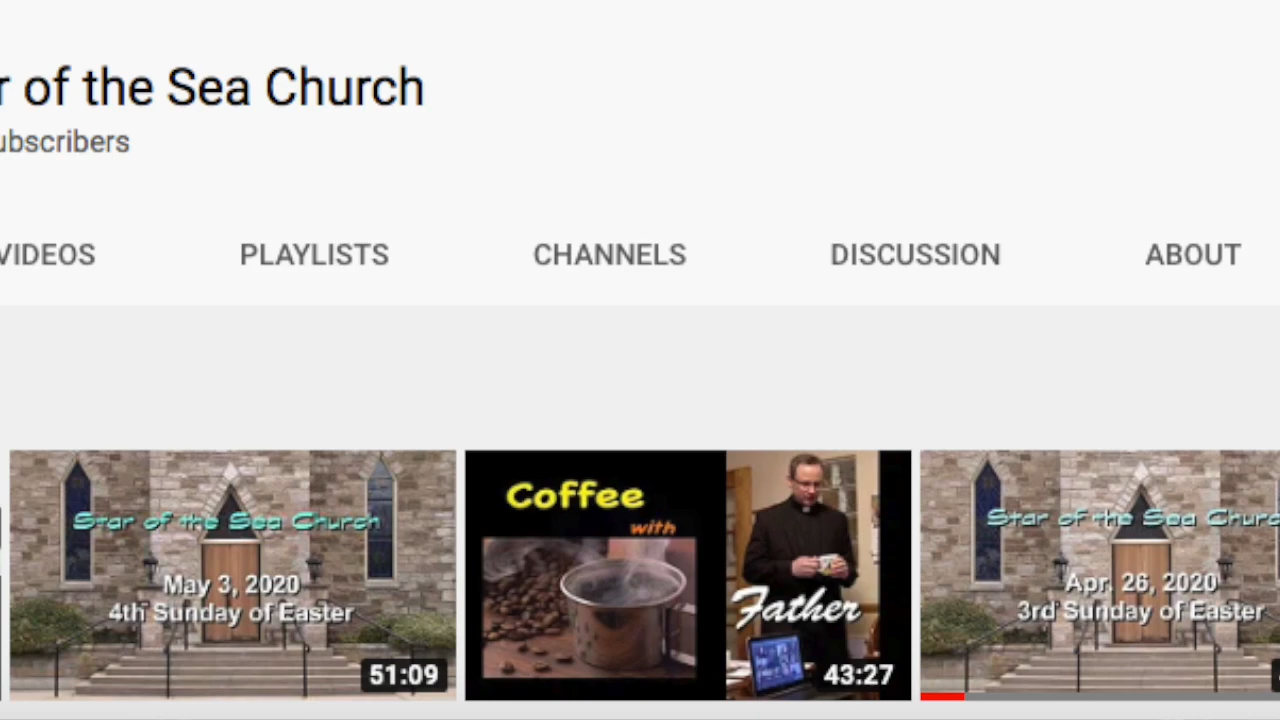 r of the Sea Church
ubscribers
VIDEOS PLAYLISTS CHANNELS DISCUSSION ABOUT
Star of the Sea Church
May 3, 2020
4th Sunday of Easter
51:09
Coffee
with
Father
43:27
Star of the Sea Churc
Apr. 26, 2020
3rd Sunday of Easter